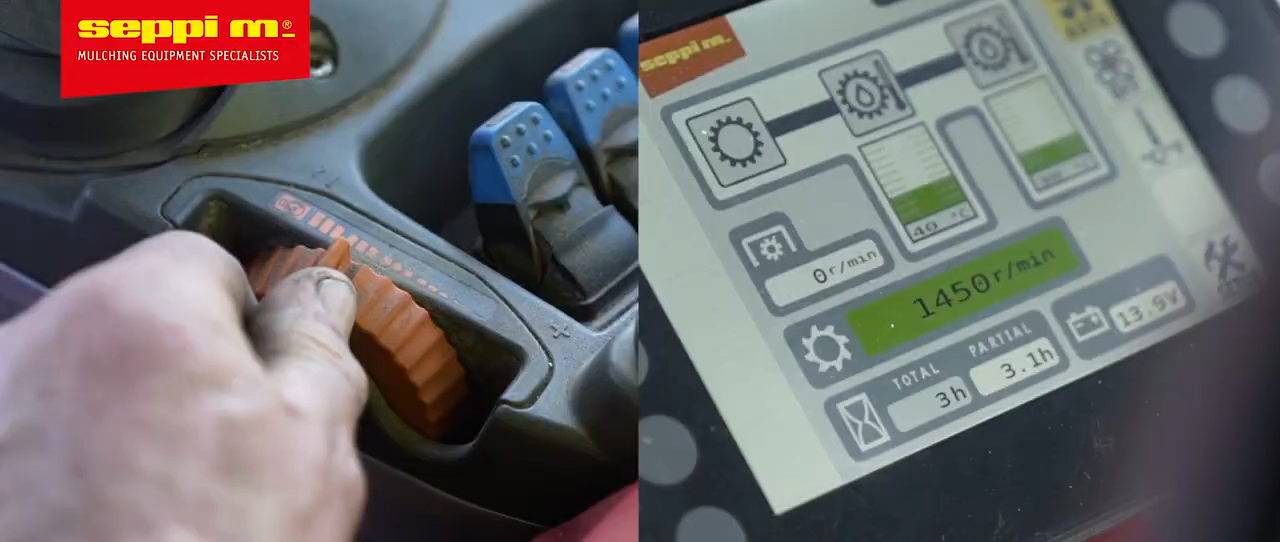 seppi m.®
MULCHING EQUIPMENT SPECIALISTS
seppi m.
40 °C
0 r/min
1450 r/min
13.9V
TOTAL PARTIAL
3h 3.1h